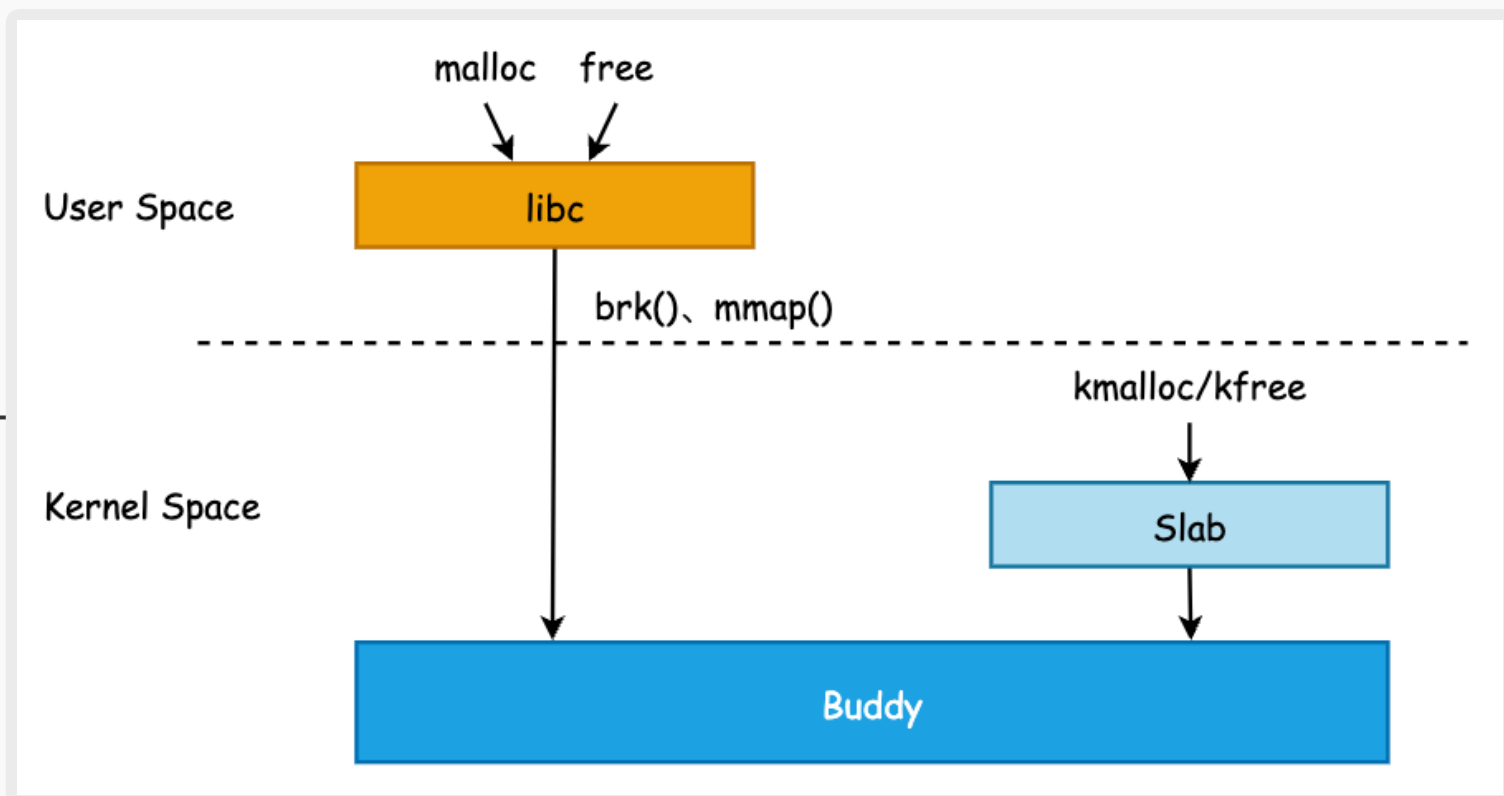 malloc free
User Space
libc
brk()、mmap()
kmalloc/kfree
Kernel Space
Slab
Buddy